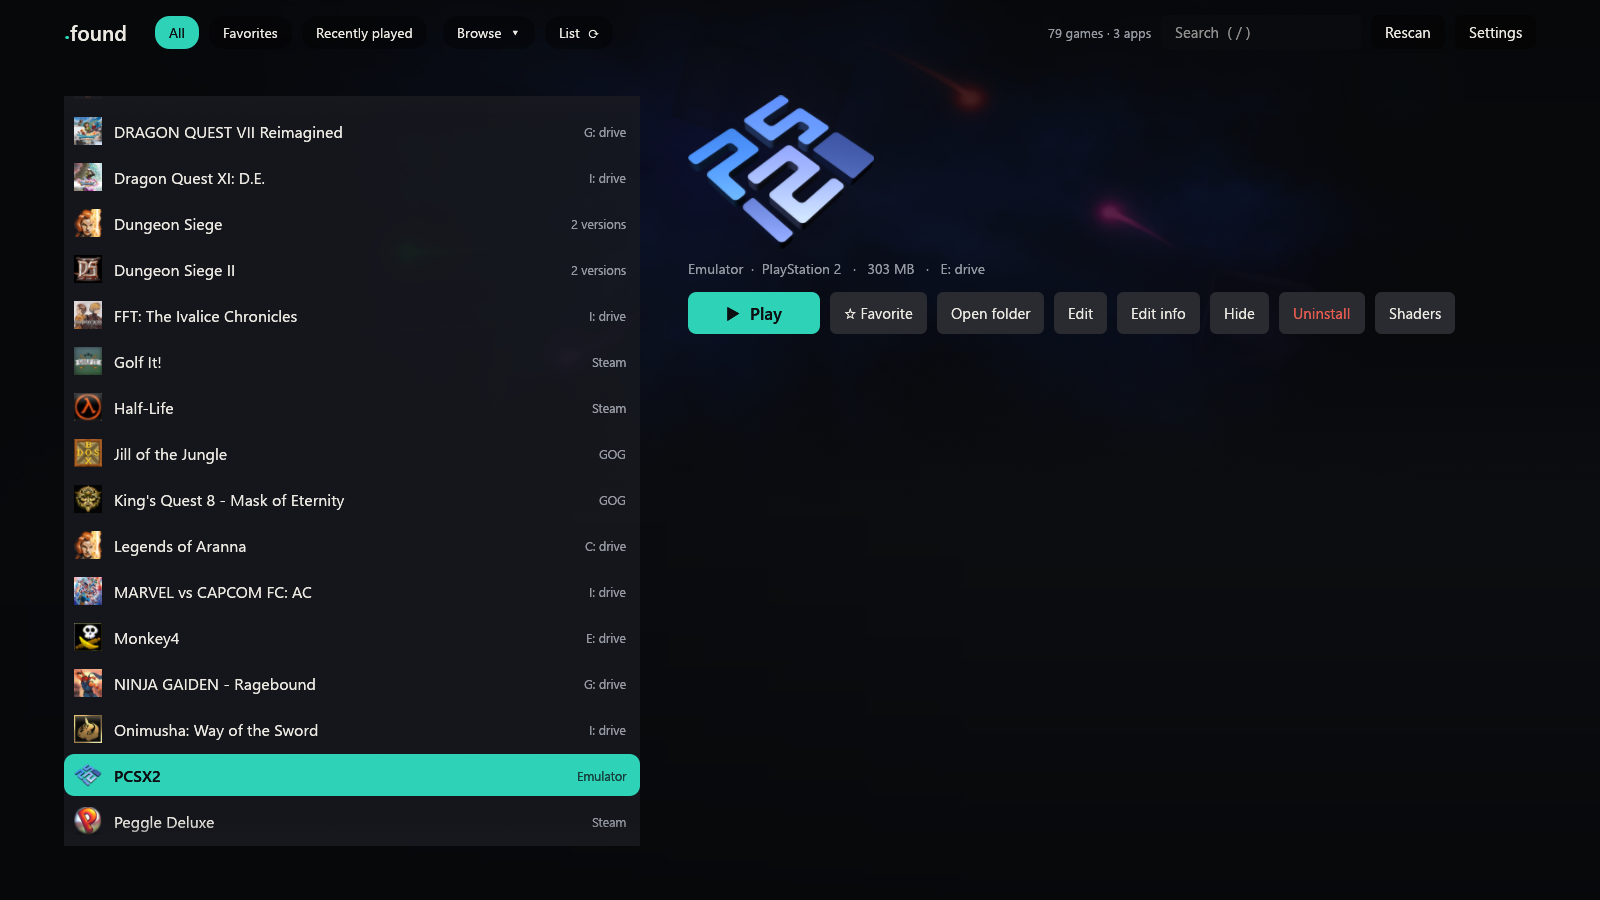 .found
All
Favorites
Recently played
Browse ▾
List ⟳
79 games · 3 apps
Search ( / )
Rescan
Settings
DRAGON QUEST VII Reimagined G: drive
Dragon Quest XI: D.E. I: drive
Dungeon Siege 2 versions
Dungeon Siege II 2 versions
FFT: The Ivalice Chronicles I: drive
Golf It! Steam
Half-Life Steam
Jill of the Jungle GOG
King's Quest 8 - Mask of Eternity GOG
Legends of Aranna C: drive
MARVEL vs CAPCOM FC: AC I: drive
Monkey4 E: drive
NINJA GAIDEN - Ragebound G: drive
Onimusha: Way of the Sword I: drive
PCSX2 Emulator
Peggle Deluxe Steam
Emulator · PlayStation 2 · 303 MB · E: drive
▶ Play
☆ Favorite
Open folder
Edit
Edit info
Hide
Uninstall
Shaders